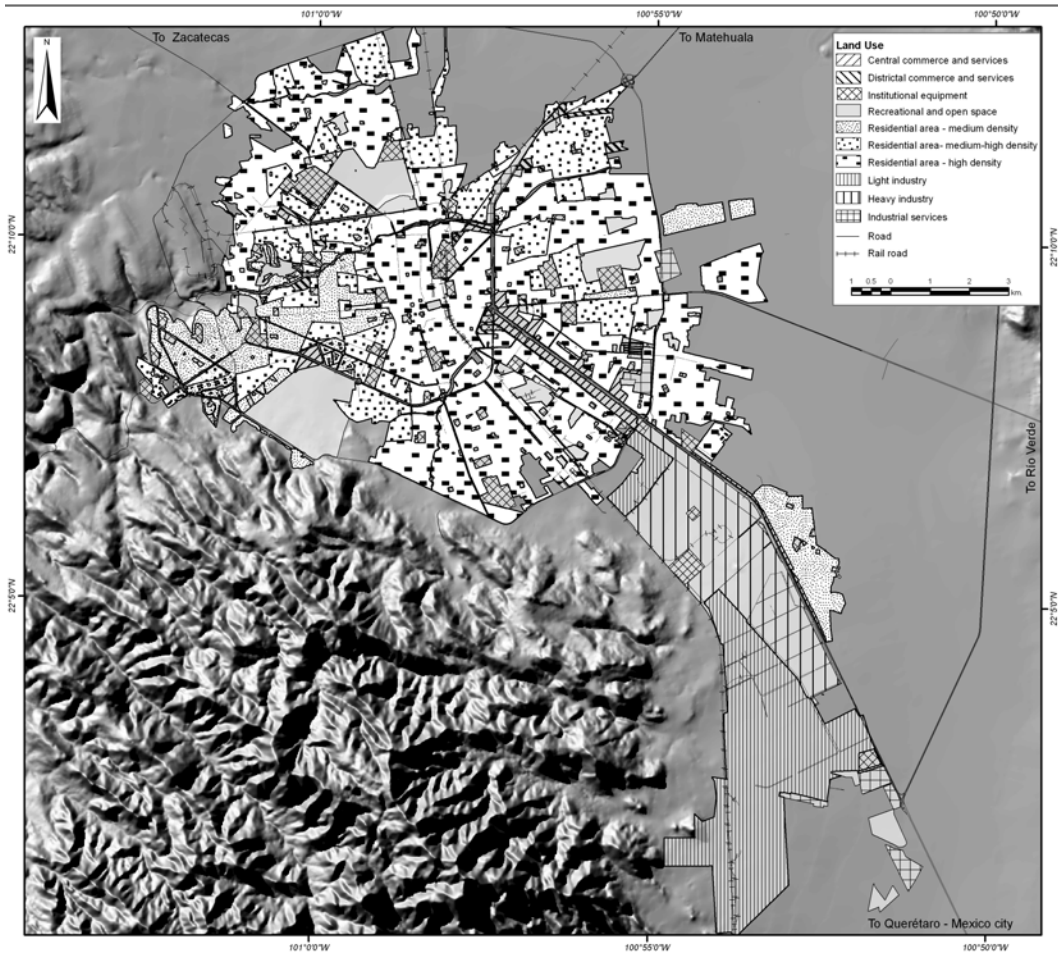 101°0'0"W 100°55'0"W 100°50'0"W
To Zacatecas
To Matehuala
N
Land Use
Central commerce and services
Districtal commerce and services
Institutional equipment
Recreational and open space
Residential area - medium density
Residential area- medium-high density
Residential area - high density
Light industry
Heavy industry
Industrial services
Road
Rail road
1 0.5 0 1 2 3
km.
22°10'0"N
22°10'0"N
To Río Verde
22°5'0"N
22°5'0"N
To Querétaro - Mexico city
101°0'0"W 100°55'0"W 100°50'0"W